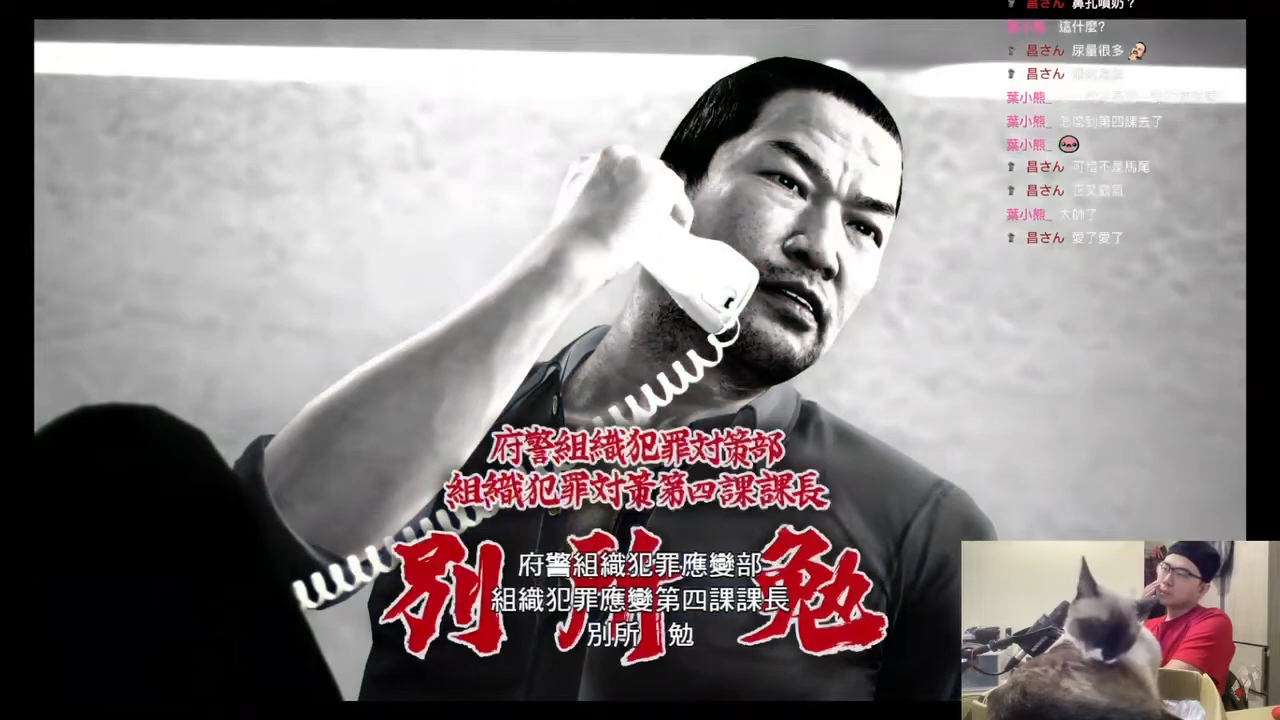 昌さん 鼻孔噴奶?
葉小熊_ 這什麼?
昌さん 尿量很多
昌さん
葉小熊_
葉小熊_ 怎麼到第四課去了
葉小熊_
昌さん 可惜不是馬尾
昌さん 正笑霸氣
葉小熊_ 大師了
昌さん 愛了愛了
府警組織犯罪対策部
組織犯罪対策第四課課長
別所 勉
府警組織犯罪應變部
組織犯罪應變第四課課長
別所 勉